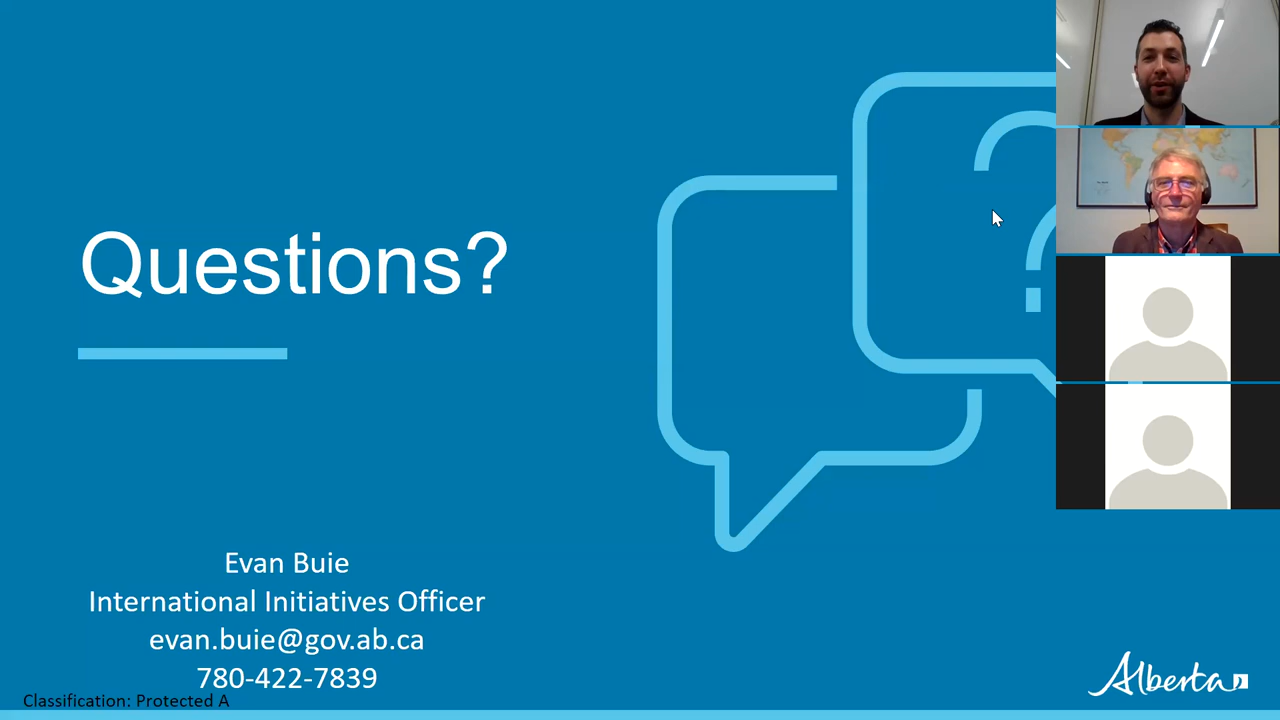 Questions?
Evan Buie
International Initiatives Officer
evan.buie@gov.ab.ca
780-422-7839
Classification: Protected A
Alberta